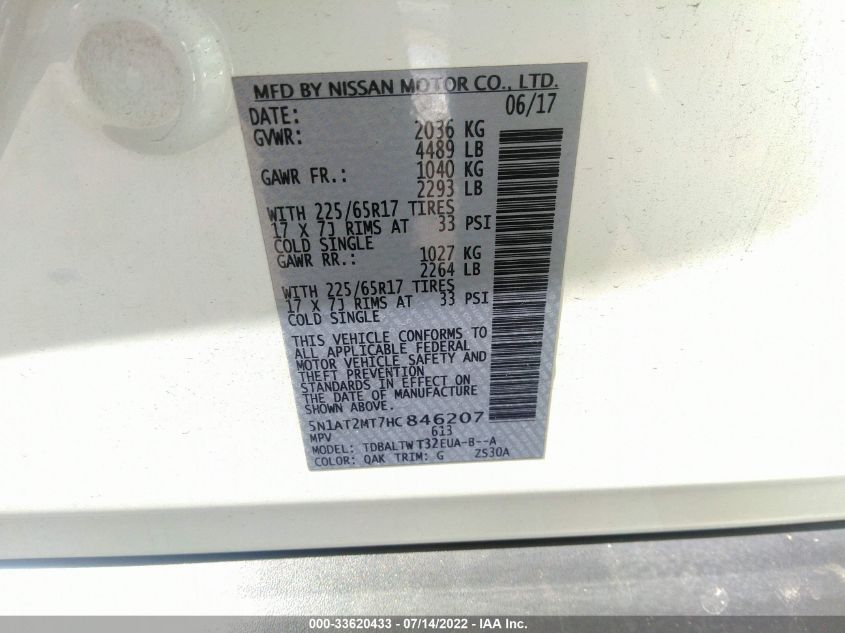 MFD BY NISSAN MOTOR CO., LTD.
DATE: 06/17
GVWR: 2036 KG
4489 LB
GAWR FR.: 1040 KG
2293 LB
WITH 225/65R17 TIRES
17 X 7J RIMS AT 33 PSI
COLD SINGLE
GAWR RR.: 1027 KG
2264 LB
WITH 225/65R17 TIRES
17 X 7J RIMS AT 33 PSI
COLD SINGLE
THIS VEHICLE CONFORMS TO
ALL APPLICABLE FEDERAL
MOTOR VEHICLE SAFETY AND
THEFT PREVENTION
STANDARDS IN EFFECT ON
THE DATE OF MANUFACTURE
SHOWN ABOVE.
5N1AT2MT7HC846207
MPV 613
MODEL: TDBALTW T32EUA-B--A
COLOR: QAK TRIM: G ZS30A
000-33620433 - 07/14/2022 - IAA Inc.